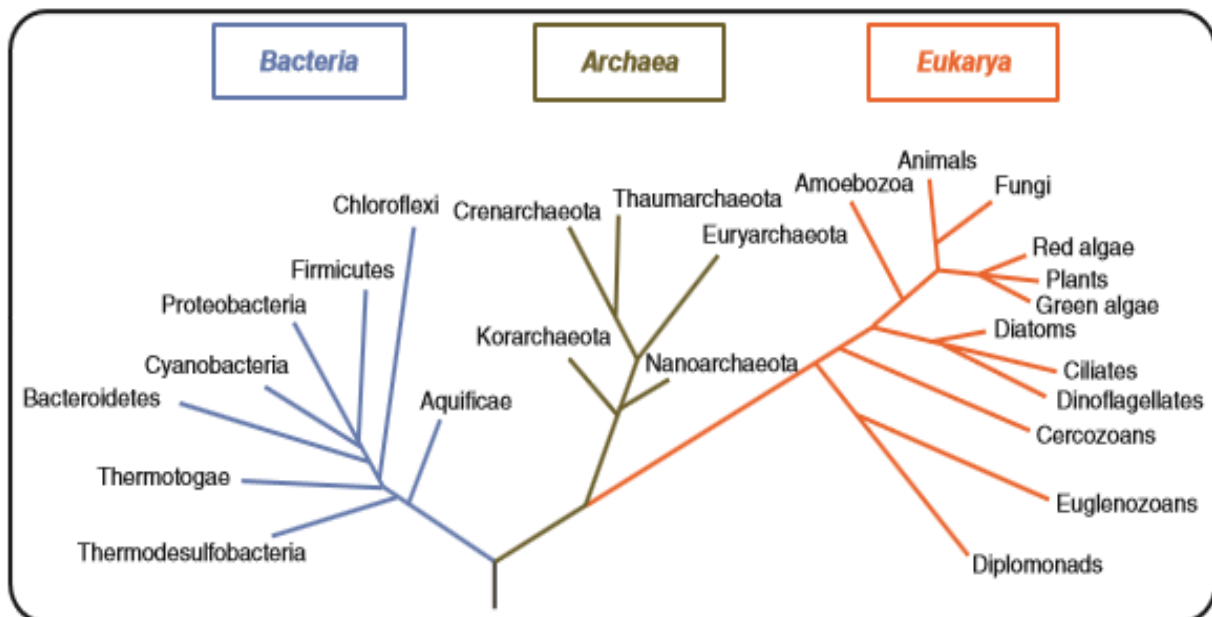 Bacteria
Archaea
Eukarya
Chloroflexi
Firmicutes
Proteobacteria
Cyanobacteria
Bacteroidetes
Aquificae
Thermotogae
Thermodesulfobacteria
Crenarchaeota
Thaumarchaeota
Euryarchaeota
Korarchaeota
Nanoarchaeota
Amoebozoa
Animals
Fungi
Red algae
Plants
Green algae
Diatoms
Ciliates
Dinoflagellates
Cercozoans
Euglenozoans
Diplomonads